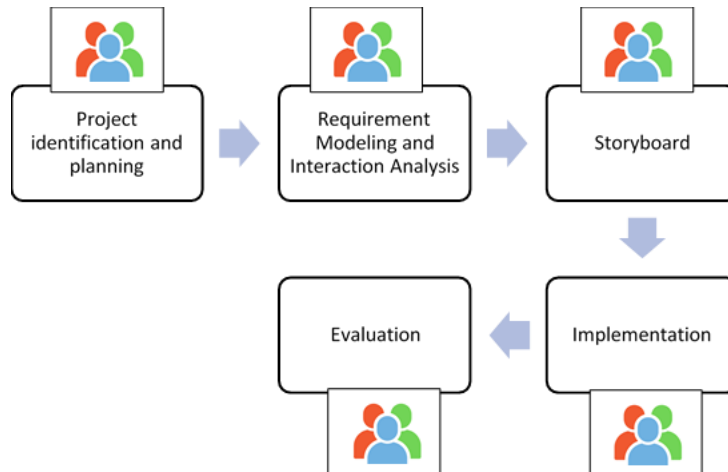 Project
identification and
planning
Requirement
Modeling and
Interaction Analysis
Storyboard
Implementation
Evaluation